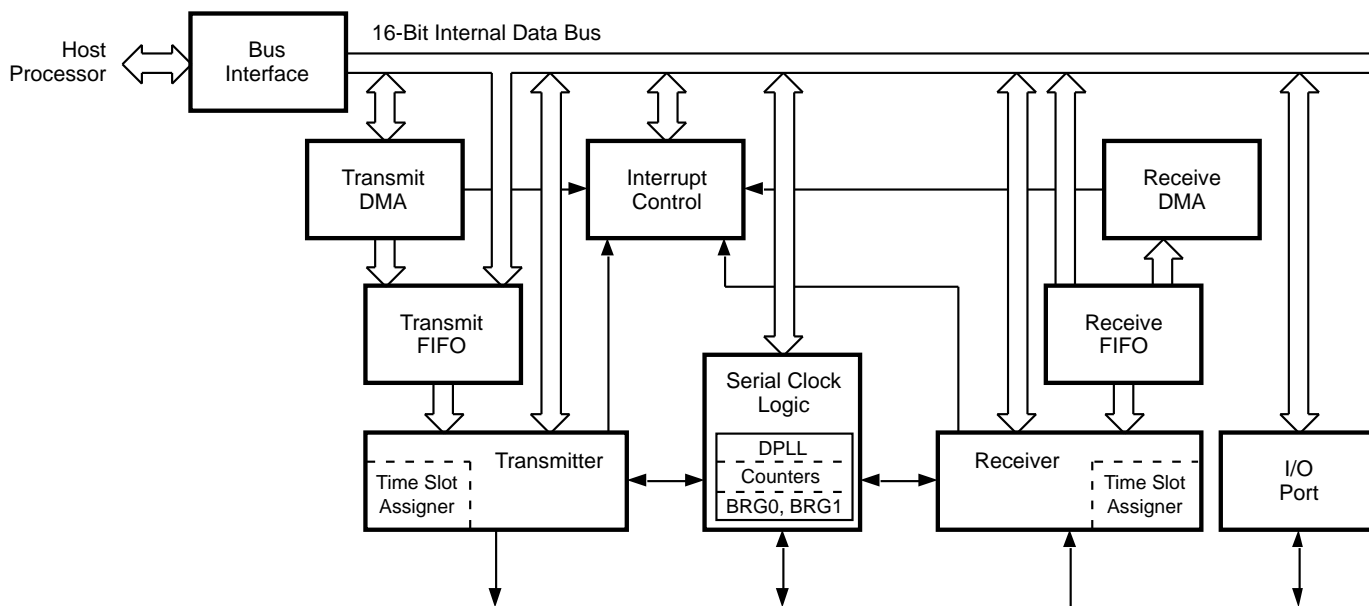 16-Bit Internal Data Bus
Host
Processor
Bus
Interface
Transmit
DMA
Interrupt
Control
Receive
DMA
Transmit
FIFO
Receive
FIFO
Serial Clock
Logic
DPLL
Counters
BRG0, BRG1
Transmitter
Time Slot
Assigner
Receiver
Time Slot
Assigner
I/O
Port